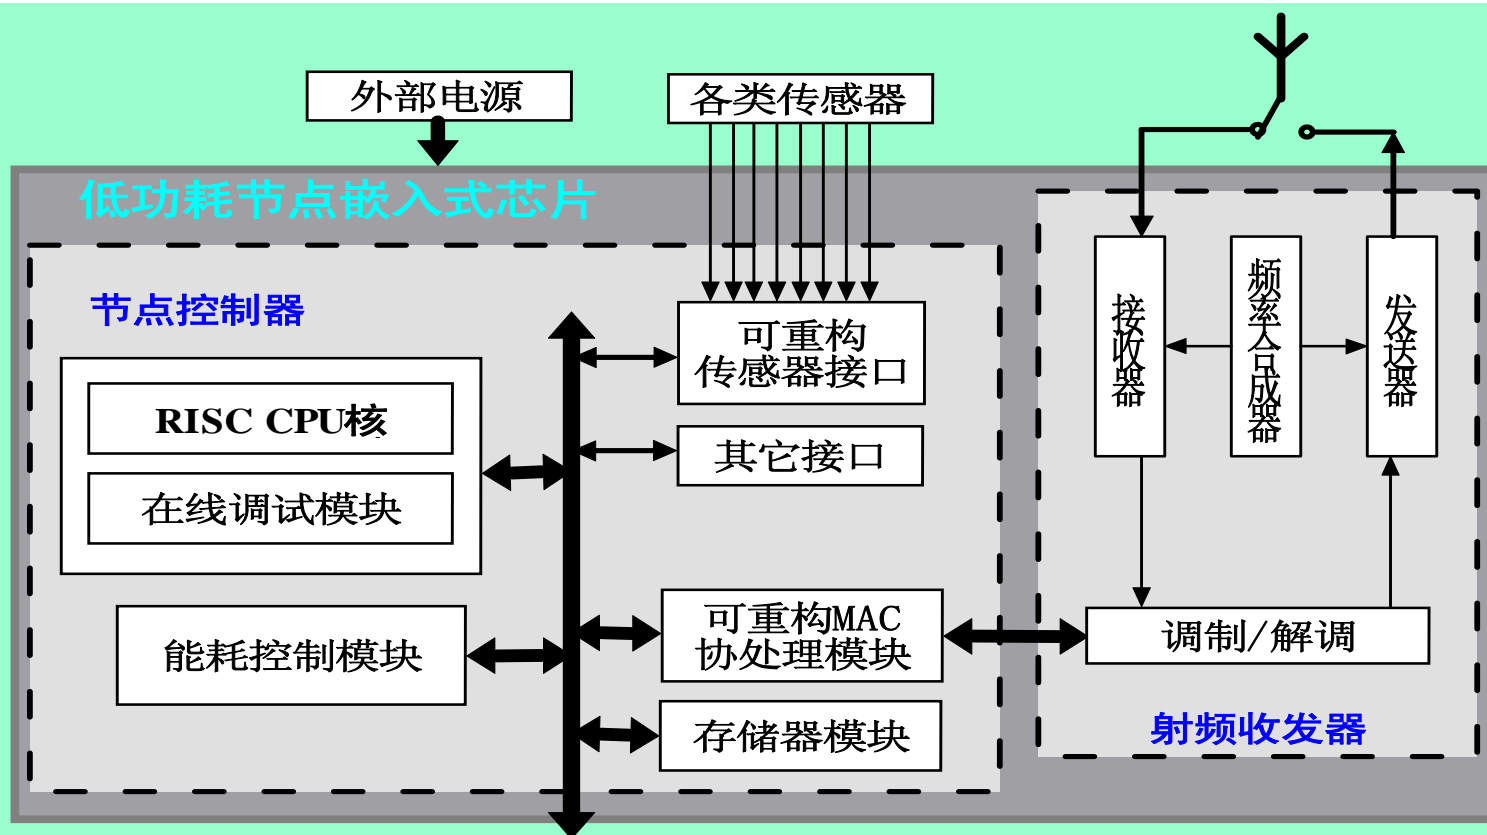 外部电源
各类传感器
低功耗节点嵌入式芯片
节点控制器
RISC CPU核
在线调试模块
能耗控制模块
可重构
传感器接口
其它接口
可重构MAC
协处理模块
存储器模块
接收器
频率合成器
发送器
调制/解调
射频收发器